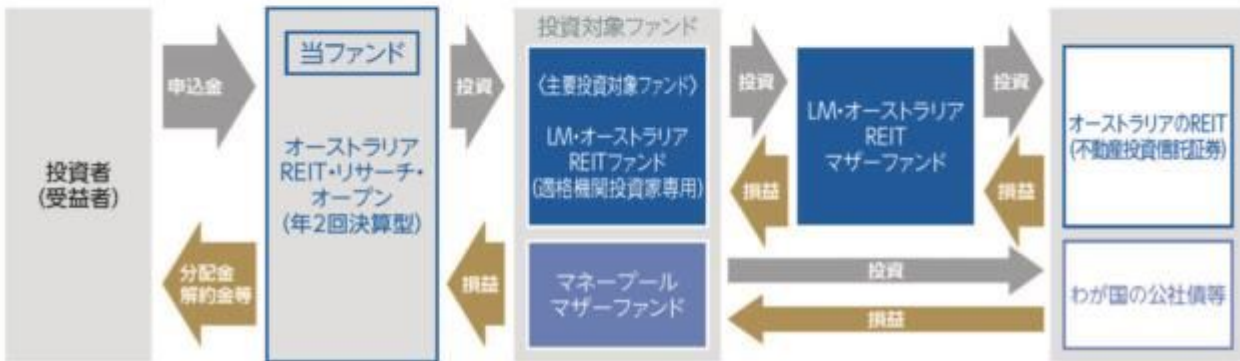 投資者
(受益者)
申込金
分配金
解約金等
当ファンド
オーストラリア
REIT・リサーチ・
オープン
(年2回決算型)
投資
損益
投資対象ファンド
〈主要投資対象ファンド〉
LM・オーストラリア
REITファンド
(適格機関投資家専用)
マネープール
マザーファンド
投資
損益
LM・オーストラリア
REIT
マザーファンド
投資
損益
投資
損益
オーストラリアのREIT
(不動産投資信託証券)
わが国の公社債等